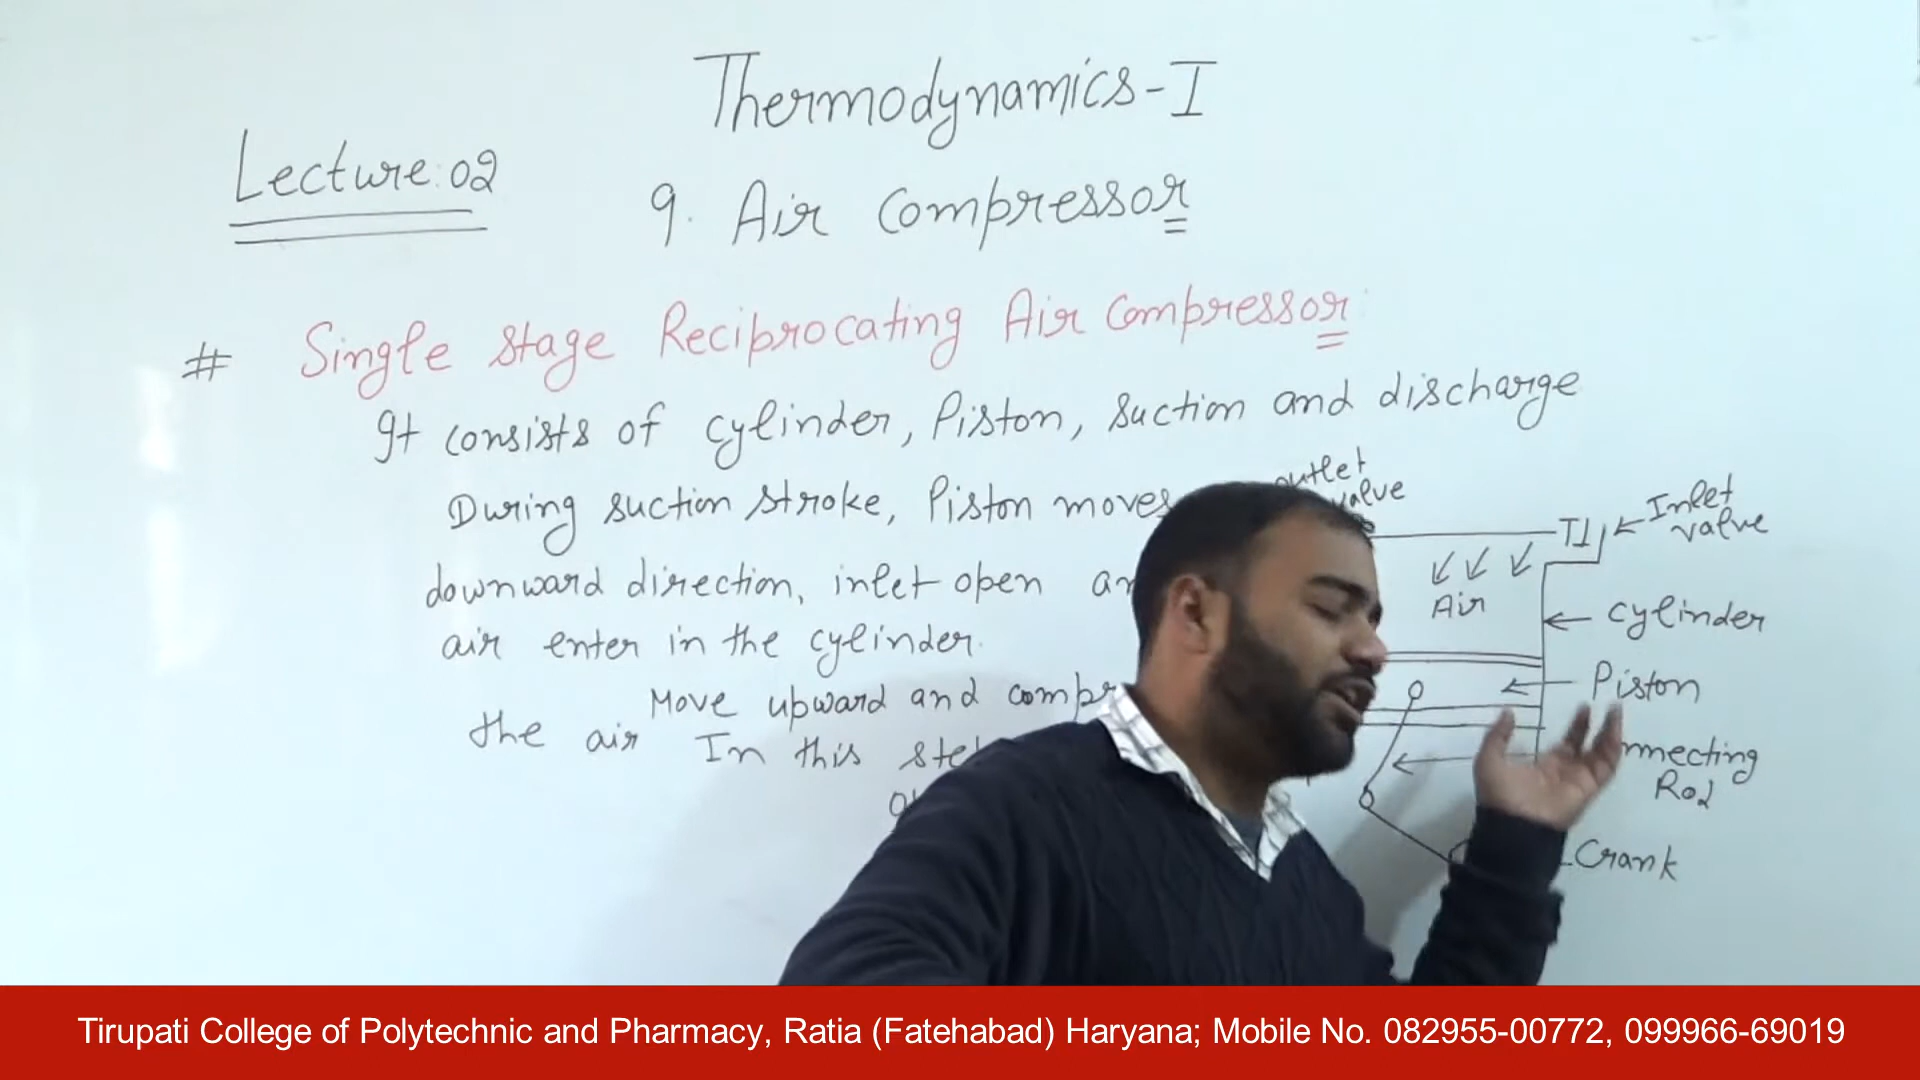 Thermodynamics-I
Lecture:02
9. Air Compressor
# Single Stage Reciprocating Air Compressor
It consists of cylinder, Piston, suction and discharge
During suction stroke, Piston moves
downward direction, inlet open
air enter in the cylinder.
Move upward and
the air In this
outlet
valve
Inlet
valve
Air
cylinder
Piston
Rod
Crank
Tirupati College of Polytechnic and Pharmacy, Ratia (Fatehabad) Haryana; Mobile No. 082955-00772, 099966-69019